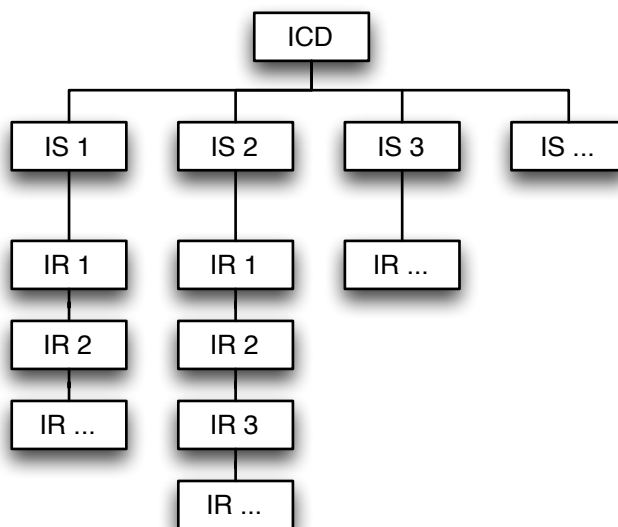 ICD
IS 1 IS 2 IS 3 IS ...
IR 1 IR 1 IR ...
IR 2 IR 2
IR ... IR 3
IR ...